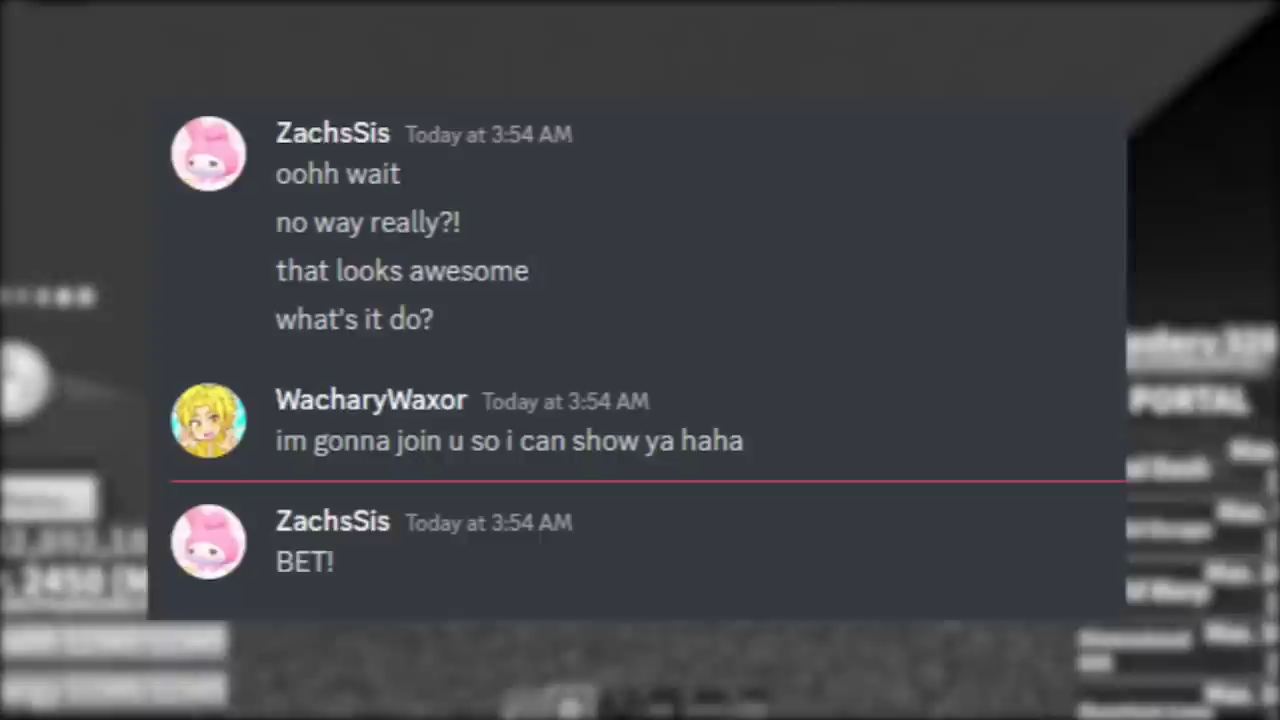 ZachsSis Today at 3:54 AM
oohh wait
no way really?!
that looks awesome
what's it do?
WacharyWaxor Today at 3:54 AM
im gonna join u so i can show ya haha
ZachsSis Today at 3:54 AM
BET!
PORTAL